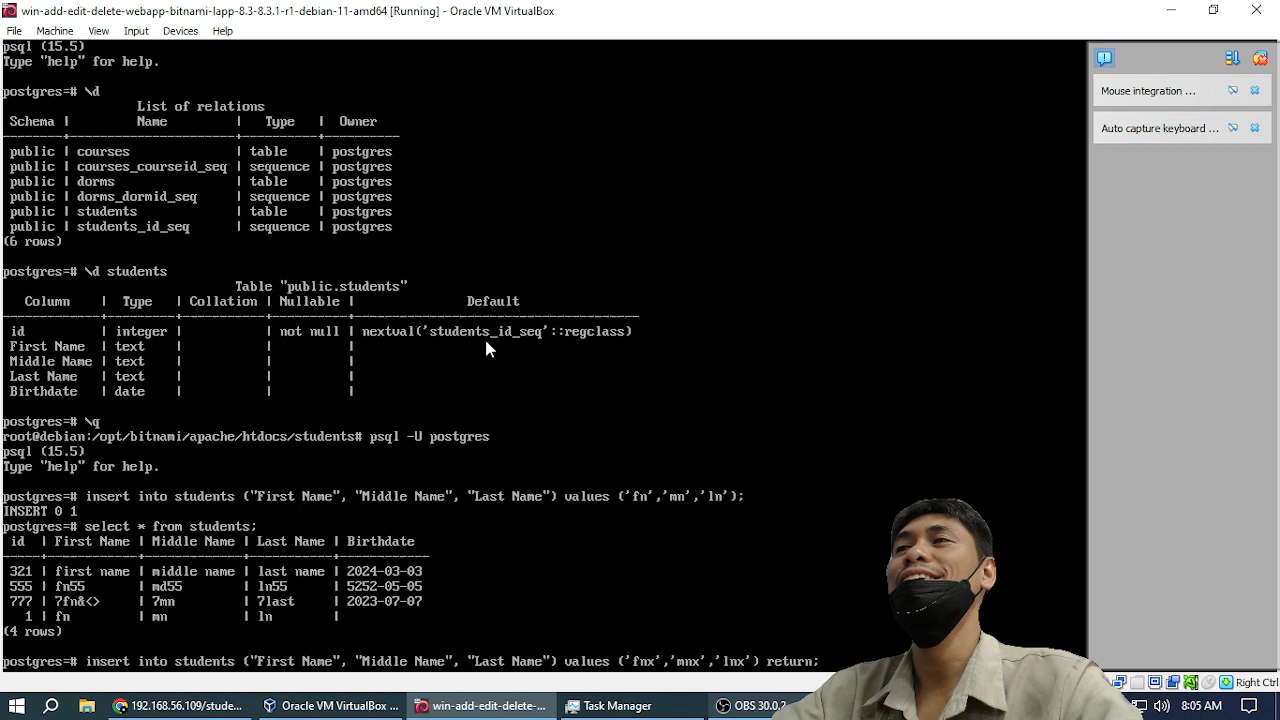 win-add-edit-delete-webapp-bitnami-lapp-8.3-8.3.1-r1-debian-11-amd64 [Running] - Oracle VM VirtualBox
File Machine View Input Devices Help
psql (15.5)
Type "help" for help.
postgres=# \d
List of relations
Schema | Name | Type | Owner
--------+-----------------------+----------+----------
public | courses | table | postgres
public | courses_courseid_seq | sequence | postgres
public | dorms | table | postgres
public | dorms_dormid_seq | sequence | postgres
public | students | table | postgres
public | students_id_seq | sequence | postgres
(6 rows)
postgres=# \d students
Table "public.students"
Column | Type | Collation | Nullable | Default
-------------+---------+-----------+----------+--------------------------------------
id | integer | | not null | nextval('students_id_seq'::regclass)
First Name | text | | |
Middle Name | text | | |
Last Name | text | | |
Birthdate | date | | |
postgres=# \q
root@debian:/opt/bitnami/apache/htdocs/students# psql -U postgres
psql (15.5)
Type "help" for help.
postgres=# insert into students ("First Name", "Middle Name", "Last Name") values ('fn','mn','ln');
INSERT 0 1
postgres=# select * from students;
id | First Name | Middle Name | Last Name | Birthdate
-----+------------+-------------+-----------+------------
321 | first name | middle name | last name | 2024-03-03
555 | fn55 | md55 | ln55 | 5252-05-05
777 | 7fn&<> | 7mn | 7last | 2023-07-07
1 | fn | mn | ln |
(4 rows)
postgres=# insert into students ("First Name", "Middle Name", "Last Name") values ('fnx','mnx','lnx') return;
Mouse integration ...
Auto capture keyboard ...
Right Ctrl
192.168.56.109/stude...
Oracle VM VirtualBox ...
win-add-edit-delete-...
Task Manager
OBS 30.0.2
8:05 AM